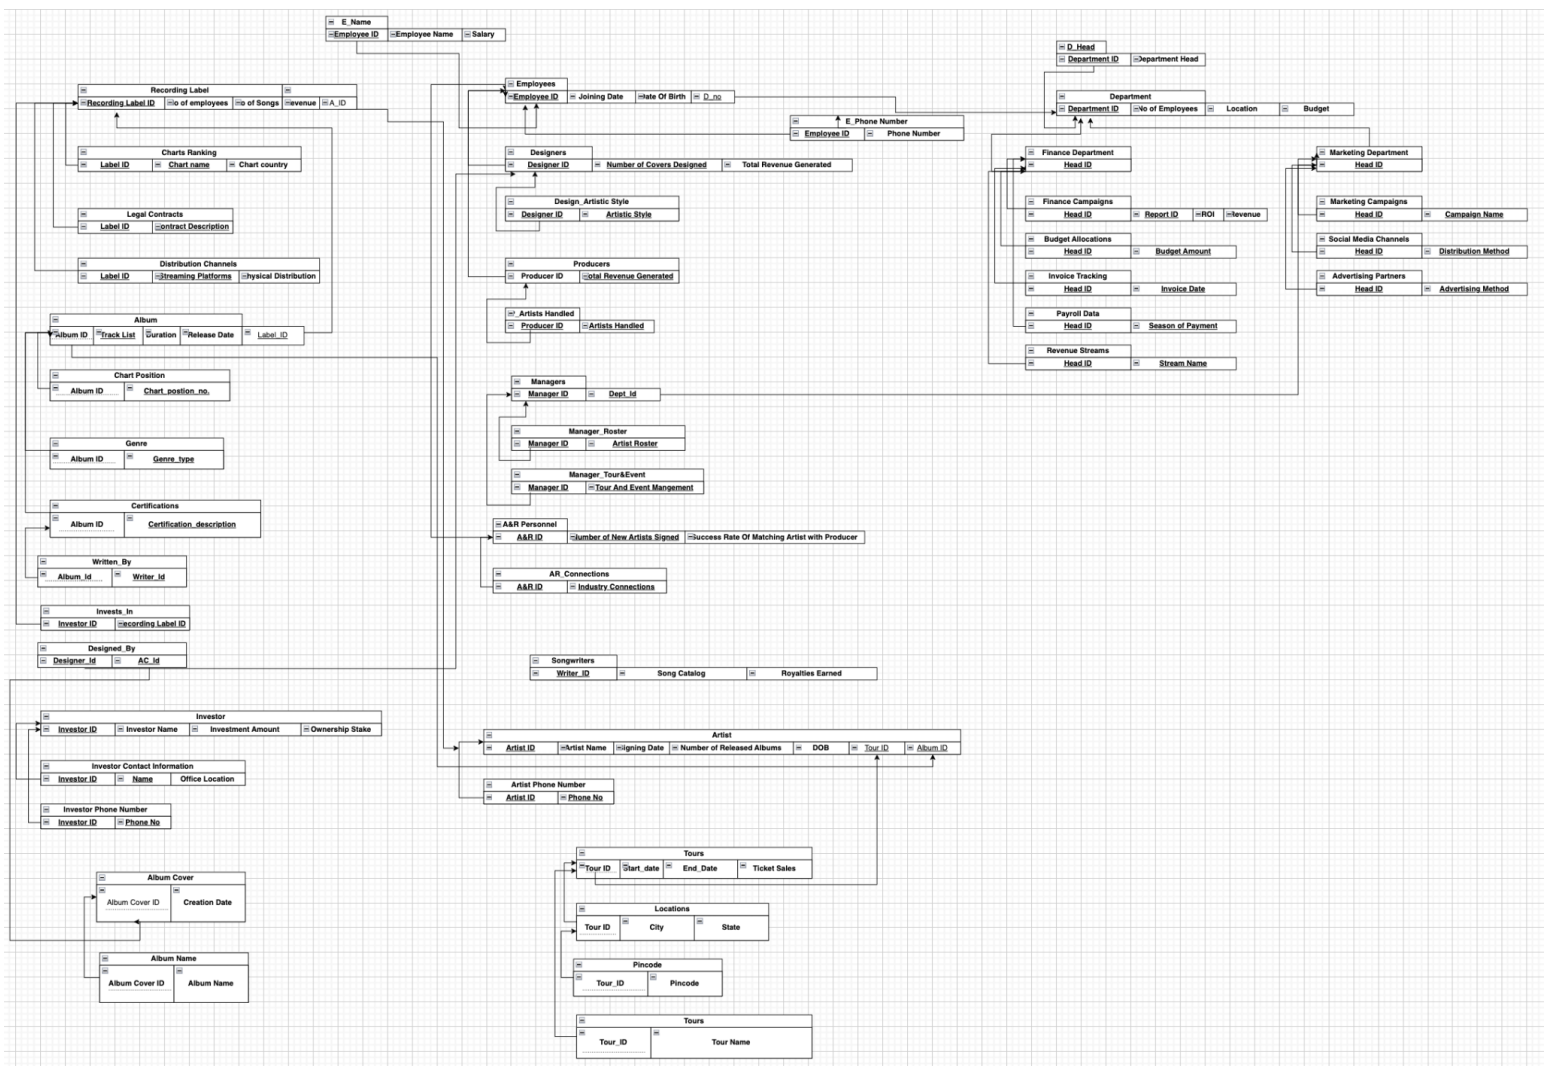 E_Name
Employee ID Employee Name Salary
D_Head
Department ID Department Head
Recording Label
Recording Label ID o of employees o of Songs evenue A_ID
Employees
Employee ID Joining Date ate Of Birth D_no
Department
Department ID No of Employees Location Budget
E_Phone Number
Employee ID Phone Number
Charts Ranking
Label ID Chart name Chart country
Designers
Designer ID Number of Covers Designed Total Revenue Generated
Finance Department
Head ID
Marketing Department
Head ID
Design_Artistic Style
Designer ID Artistic Style
Finance Campaigns
Head ID Report ID ROI Revenue
Marketing Campaigns
Head ID Campaign Name
Legal Contracts
Label ID ontract Description
Budget Allocations
Head ID Budget Amount
Social Media Channels
Head ID Distribution Method
Distribution Channels
Label ID Streaming Platforms hysical Distribution
Producers
Producer ID otal Revenue Generated
Invoice Tracking
Head ID Invoice Date
Advertising Partners
Head ID Advertising Method
Album
Album ID Track List Duration Release Date Label_ID
_Artists Handled
Producer ID Artists Handled
Payroll Data
Head ID Season of Payment
Revenue Streams
Head ID Stream Name
Chart Position
Album ID Chart_postion_no.
Managers
Manager ID Dept_Id
Manager_Roster
Manager ID Artist Roster
Genre
Album ID Genre_type
Manager_Tour&Event
Manager ID Tour And Event Mangement
Certifications
Album ID Certification_description
A&R Personnel
A&R ID umber of New Artists Signed Success Rate Of Matching Artist with Producer
Written_By
Album_Id Writer_Id
AR_Connections
A&R ID Industry Connections
Invests_In
Investor ID ecording Label ID
Designed_By
Designer_Id AC_Id
Songwriters
Writer_ID Song Catalog Royalties Earned
Investor
Investor ID Investor Name Investment Amount Ownership Stake
Artist
Artist ID Artist Name igning Date Number of Released Albums DOB Tour ID Album ID
Investor Contact Information
Investor ID Name Office Location
Artist Phone Number
Artist ID Phone No
Investor Phone Number
Investor ID Phone No
Tours
Tour ID Start_date End_Date Ticket Sales
Album Cover
Album Cover ID Creation Date
Locations
Tour ID City State
Album Name
Album Cover ID Album Name
Pincode
Tour_ID Pincode
Tours
Tour_ID Tour Name